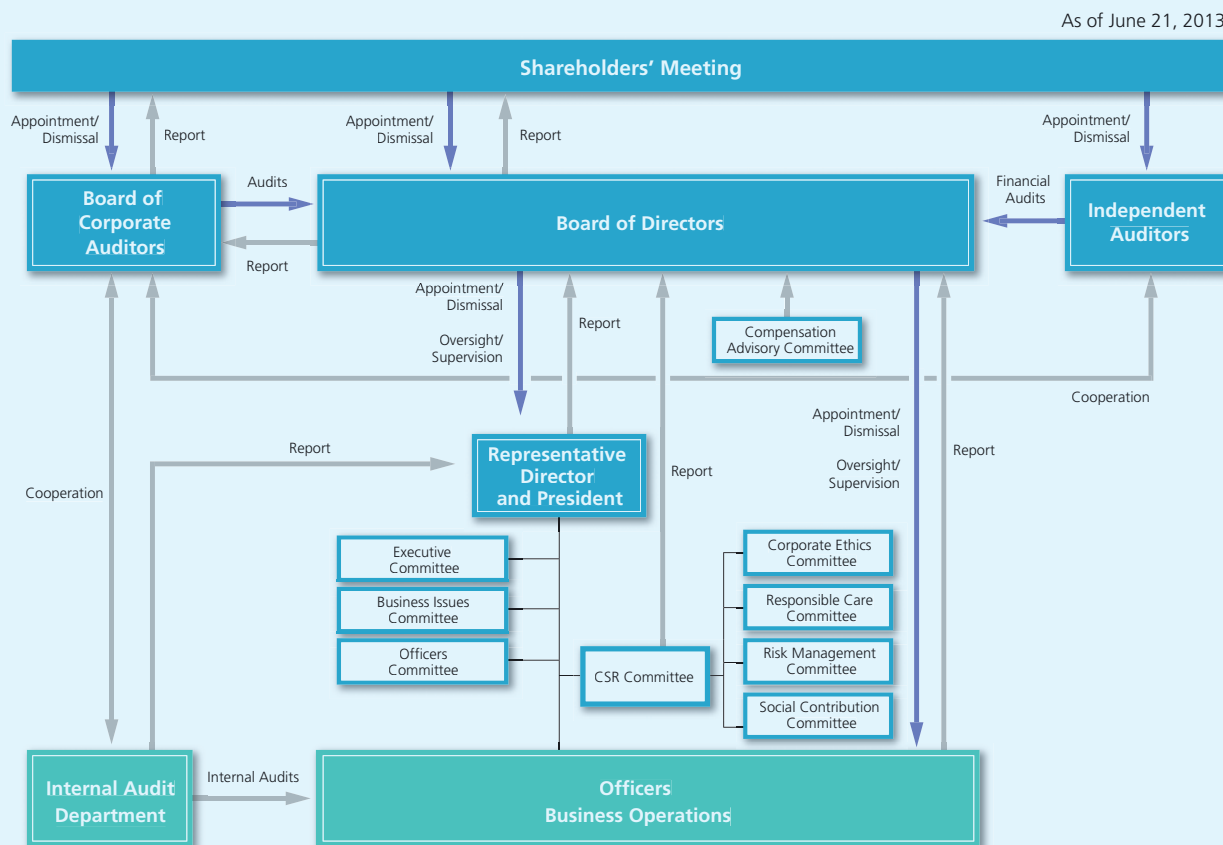 As of June 21, 2013
Shareholders' Meeting
Appointment/
Dismissal
Report
Appointment/
Dismissal
Report
Appointment/
Dismissal
Board of
Corporate
Auditors
Audits
Report
Board of Directors
Financial
Audits
Independent
Auditors
Appointment/
Dismissal
Oversight/
Supervision
Report
Compensation
Advisory Committee
Cooperation
Appointment/
Dismissal
Oversight/
Supervision
Report
Report
Representative
Director
and President
Report
Cooperation
Executive
Committee
Business Issues
Committee
Officers
Committee
CSR Committee
Corporate Ethics
Committee
Responsible Care
Committee
Risk Management
Committee
Social Contribution
Committee
Internal Audit
Department
Internal Audits
Officers
Business Operations